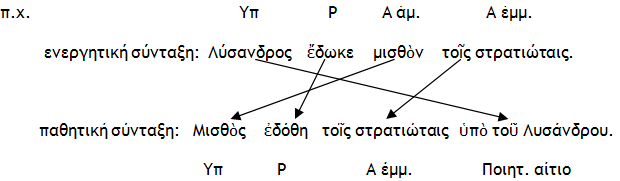 π.χ. Υπ Ρ Α άμ. Α έμμ.
ενεργητική σύνταξη: Λύσανδρος ἔδωκε μισθὸν τοῖς στρατιώταις.
παθητική σύνταξη: Μισθὸς ἐδόθη τοῖς στρατιώταις ὑπὸ τοῦ Λυσάνδρου.
Υπ Ρ Α έμμ. Ποιητ. αίτιο